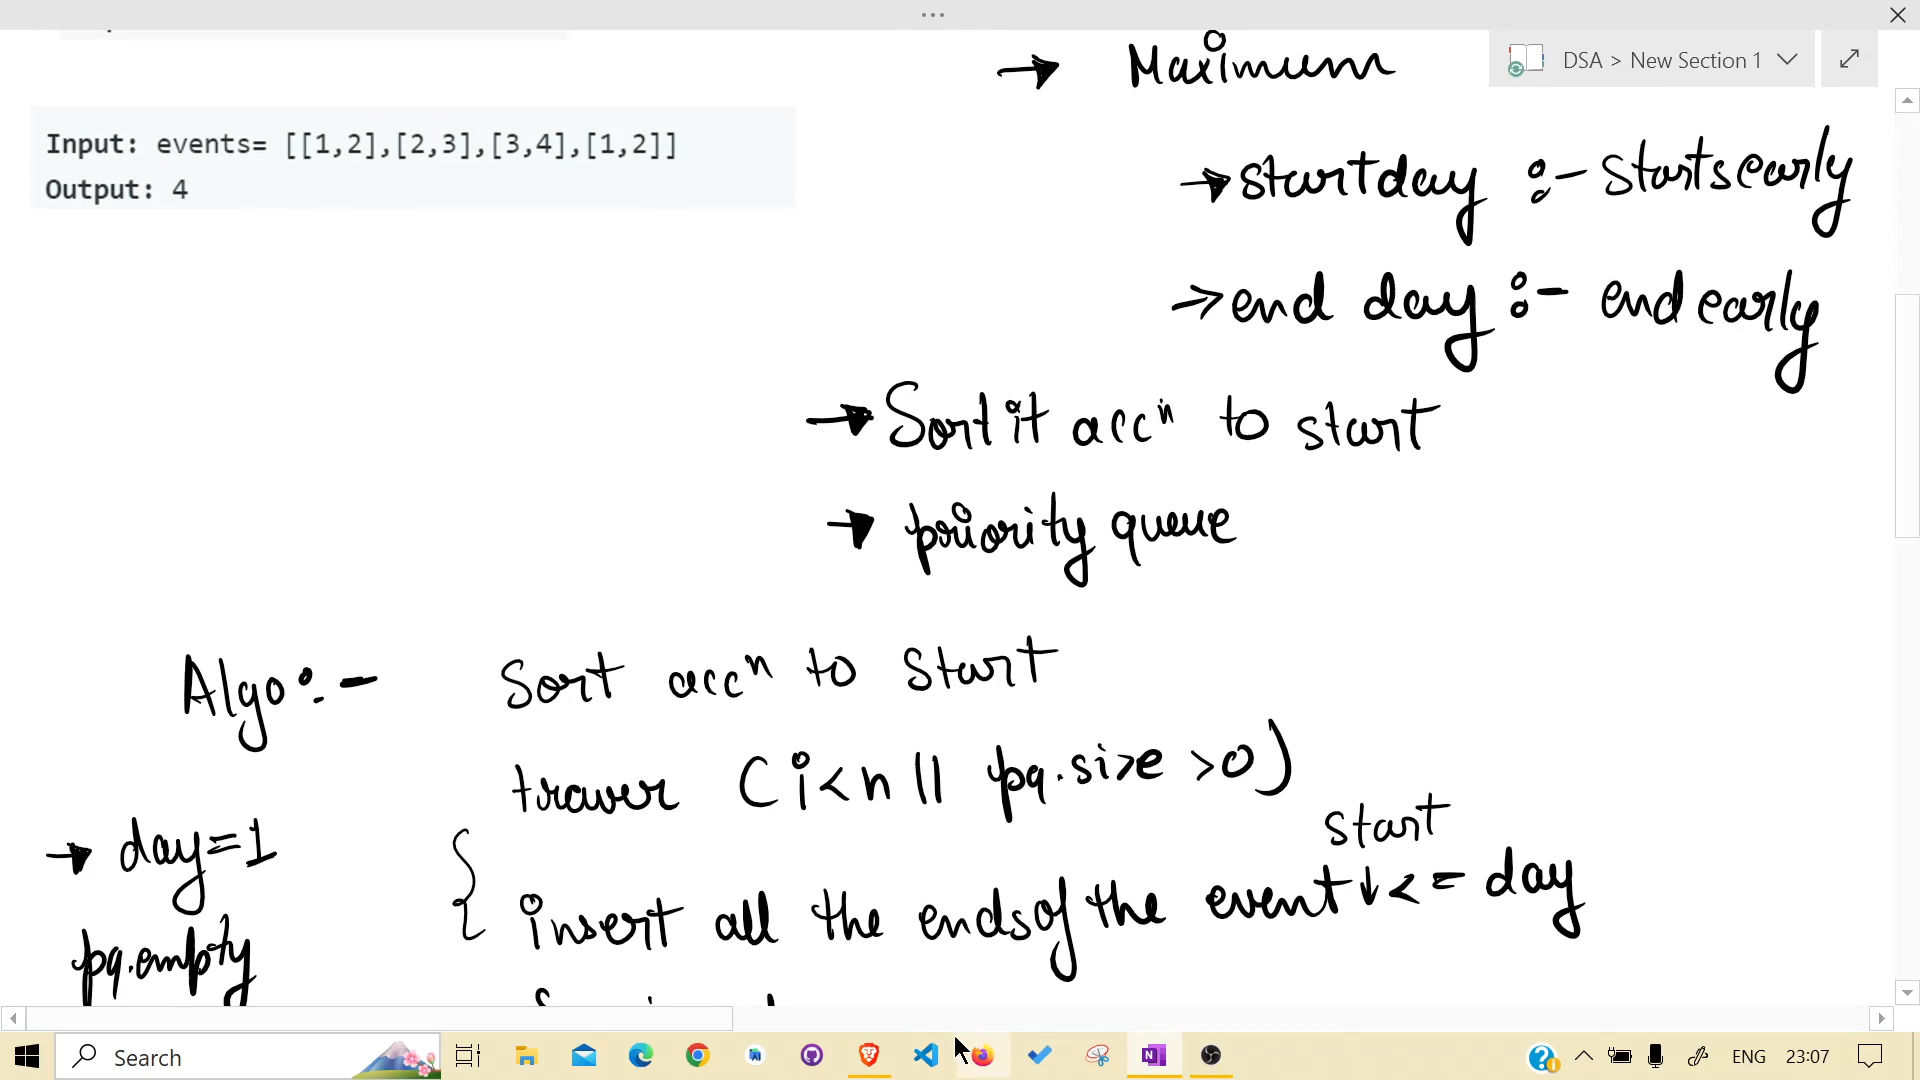 DSA > New Section 1
→ Maximum
Input: events= [[1,2],[2,3],[3,4],[1,2]]
Output: 4
→ startday :- starts early
→ end day :- end early
→ Sort it accⁿ to start
→ priority queue
Algo :- Sort accⁿ to start
traver ( i < n || pq.size > 0 )
start
→ day = 1
{ insert all the ends of the event ↓ <= day
pq.empty
Search
ENG 23:07